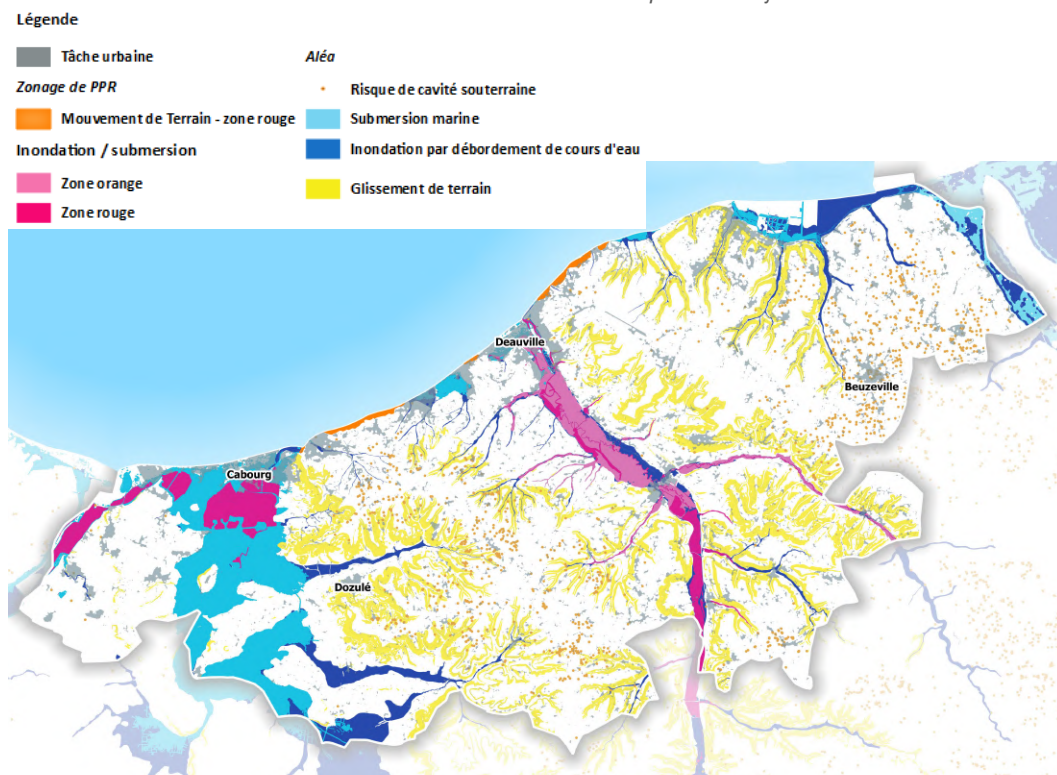 Légende
Tâche urbaine
Zonage de PPR
Mouvement de Terrain - zone rouge
Inondation / submersion
Zone orange
Zone rouge
Aléa
Risque de cavité souterraine
Submersion marine
Inondation par débordement de cours d'eau
Glissement de terrain
Deauville
Beuzeville
Cabourg
Dozulé